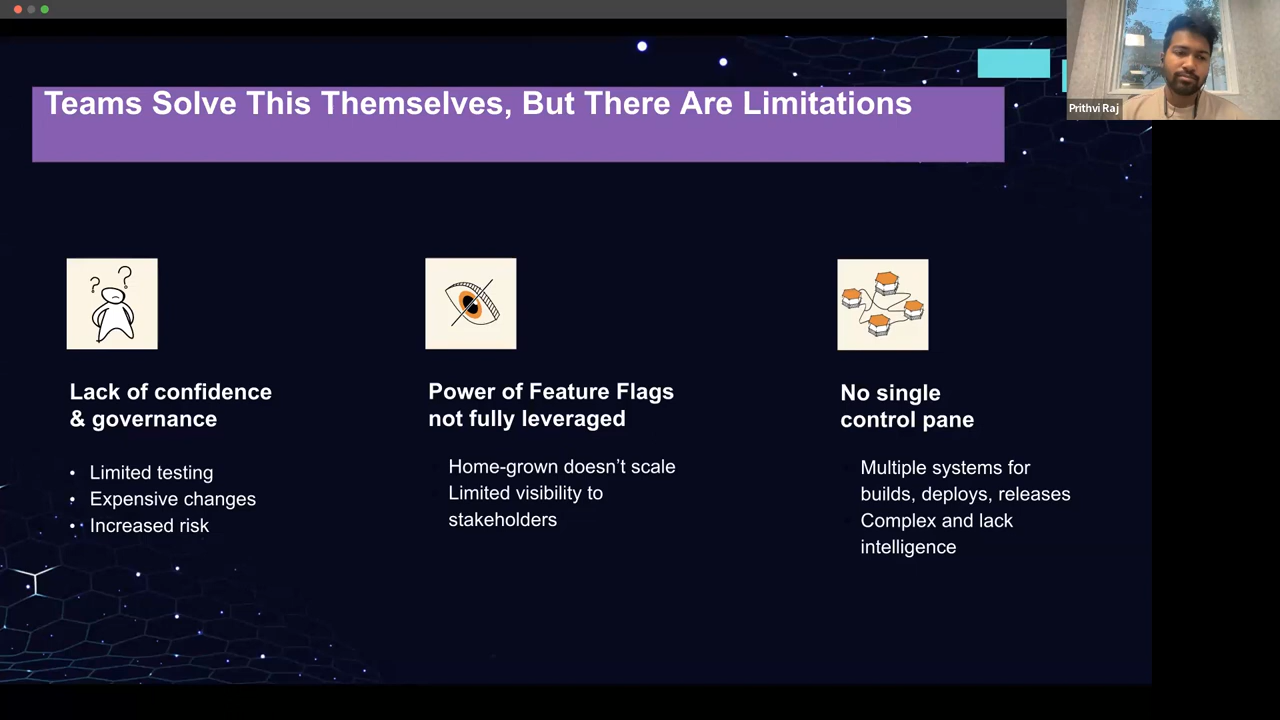 Teams Solve This Themselves, But There Are Limitations
Prithvi Raj
Lack of confidence
& governance
• Limited testing
• Expensive changes
• Increased risk
Power of Feature Flags
not fully leveraged
Home-grown doesn’t scale
Limited visibility to
stakeholders
No single
control pane
Multiple systems for
builds, deploys, releases
Complex and lack
intelligence